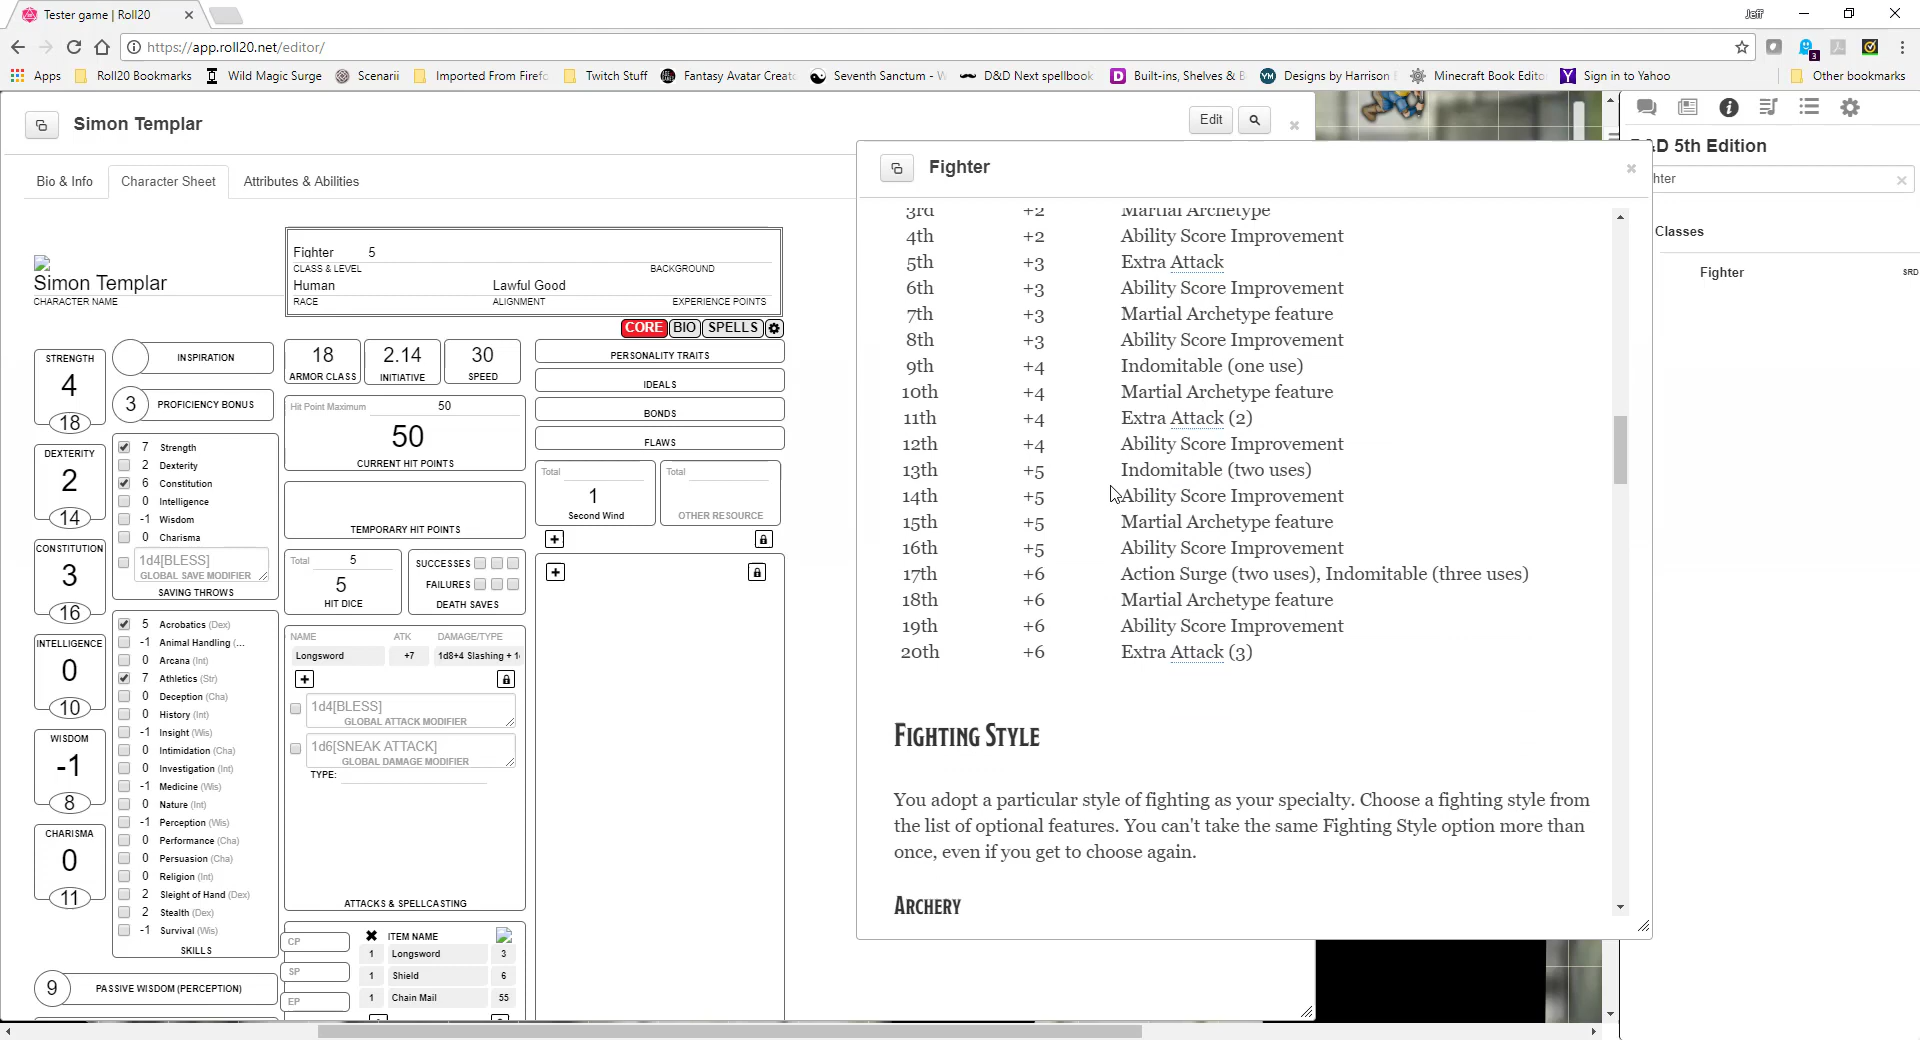 Tester game | Roll20
Jeff
https://app.roll20.net/editor/
3
Apps
Roll20 Bookmarks
Wild Magic Surge
Scenarii
Imported From Firefo
Twitch Stuff
Fantasy Avatar Creato
Seventh Sanctum - W
D&D Next spellbook
Built-ins, Shelves & B
Designs by Harrison
Minecraft Book Edito
Sign in to Yahoo
Other bookmarks
Simon Templar
Edit
Bio & Info
Character Sheet
Attributes & Abilities
Fighter 5
CLASS & LEVEL
BACKGROUND
Human
Lawful Good
RACE
ALIGNMENT
EXPERIENCE POINTS
Simon Templar
CHARACTER NAME
CORE
BIO
SPELLS
STRENGTH
4
18
DEXTERITY
2
14
CONSTITUTION
3
16
INTELLIGENCE
0
10
WISDOM
-1
8
CHARISMA
0
11
INSPIRATION
3
PROFICIENCY BONUS
7 Strength
2 Dexterity
6 Constitution
0 Intelligence
-1 Wisdom
0 Charisma
1d4[BLESS]
GLOBAL SAVE MODIFIER
SAVING THROWS
5 Acrobatics (Dex)
-1 Animal Handling (...
0 Arcana (Int)
7 Athletics (Str)
0 Deception (Cha)
0 History (Int)
-1 Insight (Wis)
0 Intimidation (Cha)
0 Investigation (Int)
-1 Medicine (Wis)
0 Nature (Int)
-1 Perception (Wis)
0 Performance (Cha)
0 Persuasion (Cha)
0 Religion (Int)
2 Sleight of Hand (Dex)
2 Stealth (Dex)
-1 Survival (Wis)
SKILLS
9
PASSIVE WISDOM (PERCEPTION)
18
ARMOR CLASS
2.14
INITIATIVE
30
SPEED
Hit Point Maximum 50
50
CURRENT HIT POINTS
TEMPORARY HIT POINTS
Total 5
5
HIT DICE
SUCCESSES
FAILURES
DEATH SAVES
NAME ATK DAMAGE/TYPE
Longsword +7 1d8+4 Slashing + 1
1d4[BLESS]
GLOBAL ATTACK MODIFIER
1d6[SNEAK ATTACK]
GLOBAL DAMAGE MODIFIER
TYPE:
ATTACKS & SPELLCASTING
CP
SP
EP
ITEM NAME
1 Longsword 3
1 Shield 6
1 Chain Mail 55
PERSONALITY TRAITS
IDEALS
BONDS
FLAWS
Total
1
Second Wind
Total
OTHER RESOURCE
Fighter
3rd +2 Martial Archetype
4th +2 Ability Score Improvement
5th +3 Extra Attack
6th +3 Ability Score Improvement
7th +3 Martial Archetype feature
8th +3 Ability Score Improvement
9th +4 Indomitable (one use)
10th +4 Martial Archetype feature
11th +4 Extra Attack (2)
12th +4 Ability Score Improvement
13th +5 Indomitable (two uses)
14th +5 Ability Score Improvement
15th +5 Martial Archetype feature
16th +5 Ability Score Improvement
17th +6 Action Surge (two uses), Indomitable (three uses)
18th +6 Martial Archetype feature
19th +6 Ability Score Improvement
20th +6 Extra Attack (3)
FIGHTING STYLE
You adopt a particular style of fighting as your specialty. Choose a fighting style from
the list of optional features. You can't take the same Fighting Style option more than
once, even if you get to choose again.
ARCHERY
D 5th Edition
hter
Classes
Fighter
SRD